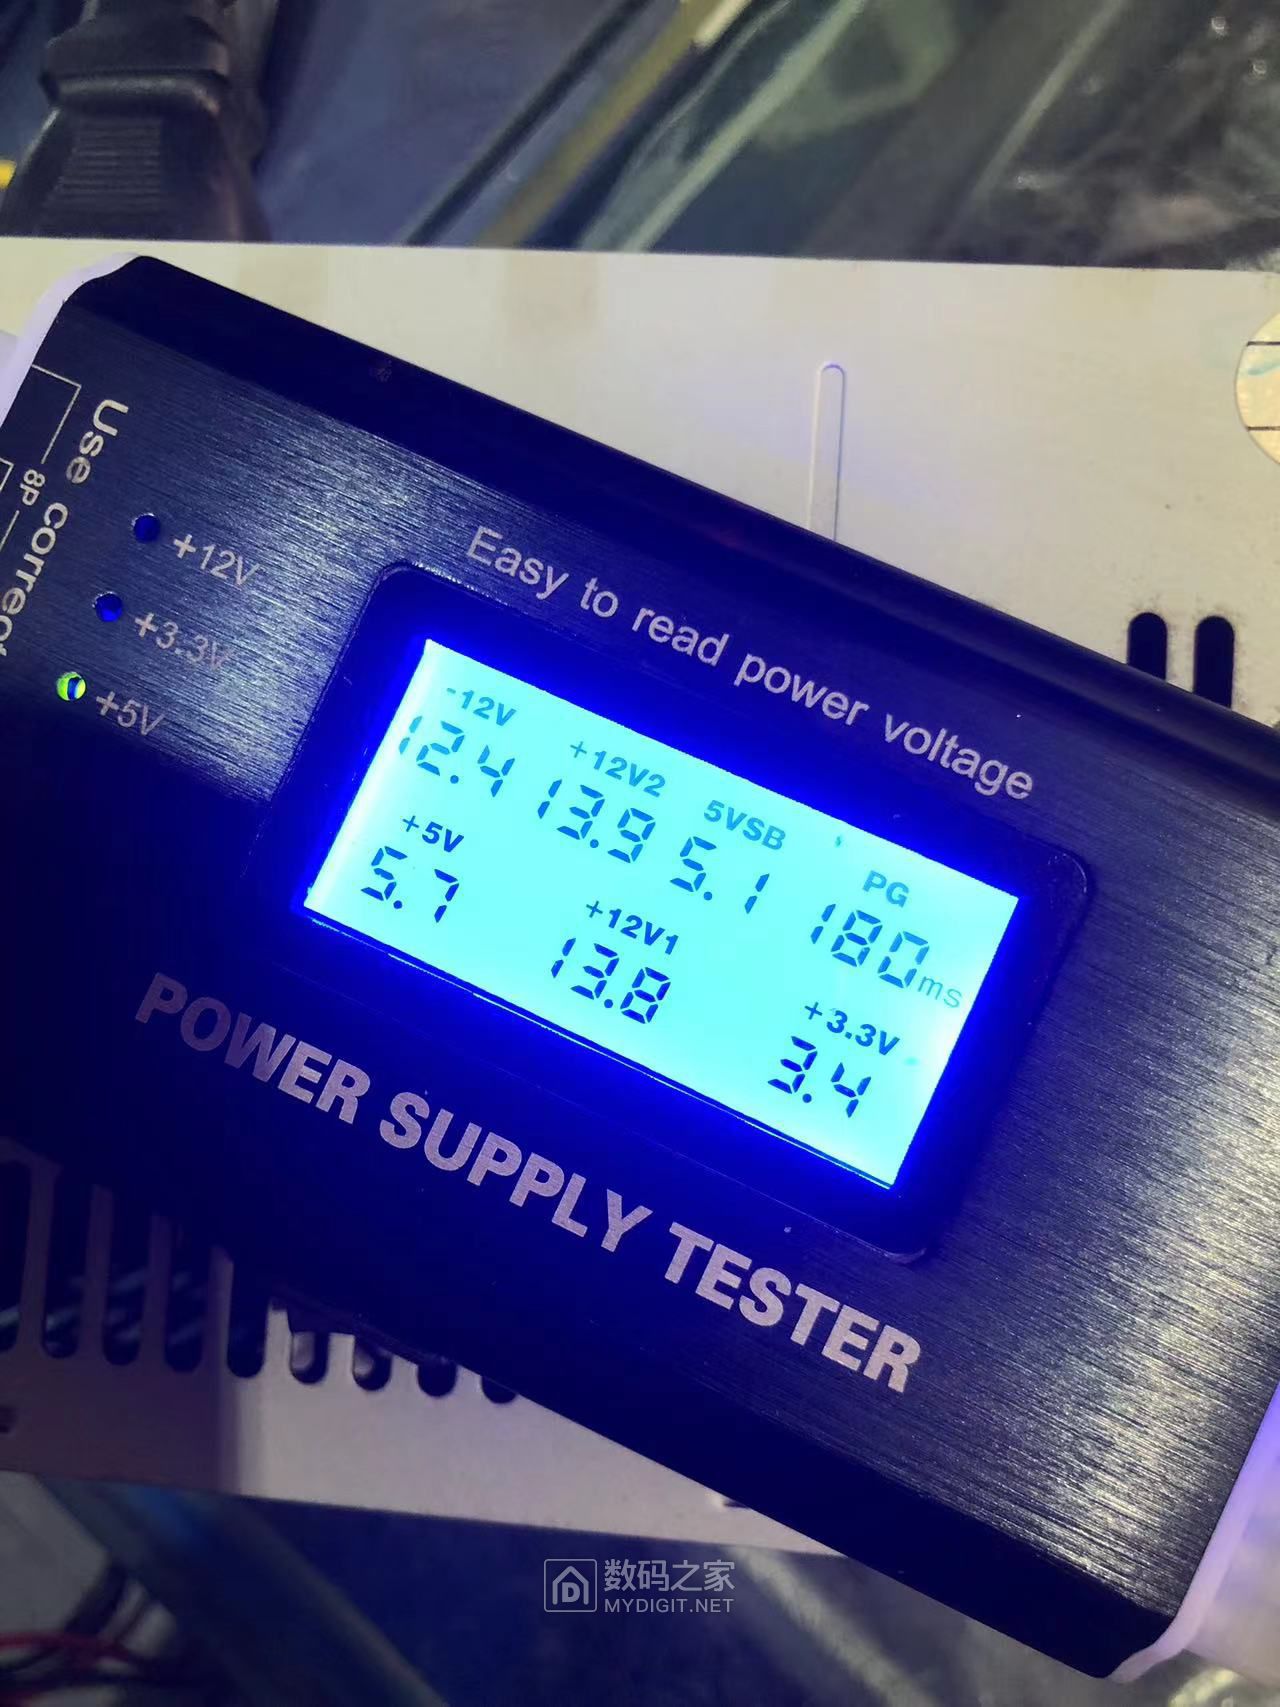 Use correct
8P
+12V
+3.3V
+5V
Easy to read power voltage
-12V +12V2 5VSB PG
12.4 13.9 5.1 180ms
+5V +12V1 +3.3V
5.7 13.8 3.4
POWER SUPPLY TESTER
数码之家
MYDIGIT.NET